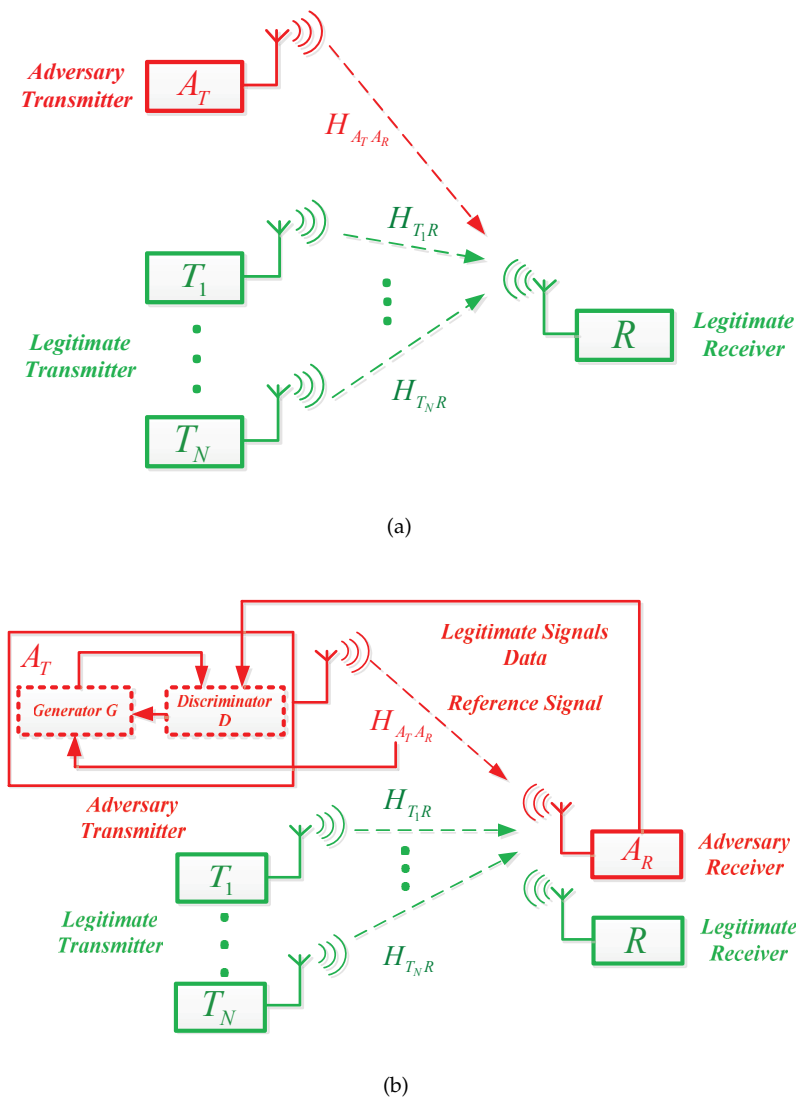 Adversary
Transmitter
A_T
H_{A_T A_R}
H_{T_1 R}
T_1
Legitimate
Transmitter
R
Legitimate
Receiver
H_{T_N R}
T_N
(a)
A_T
Generator G
Discriminator
D
Legitimate Signals
Data
Reference Signal
H_{A_T A_R}
Adversary
Transmitter
H_{T_1 R}
A_R
Adversary
Receiver
T_1
Legitimate
Transmitter
R
Legitimate
Receiver
H_{T_N R}
T_N
(b)